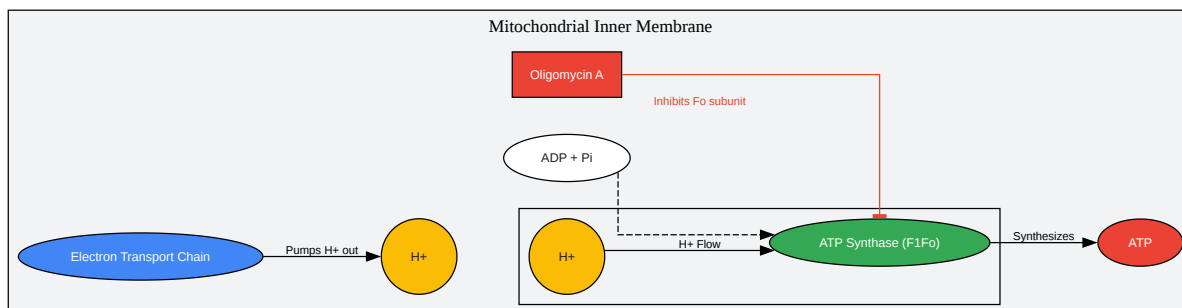 Mitochondrial Inner Membrane
Oligomycin A
Inhibits Fo subunit
ADP + Pi
Electron Transport Chain
Pumps H+ out
H+
H+
H+ Flow
ATP Synthase (F1Fo)
Synthesizes
ATP